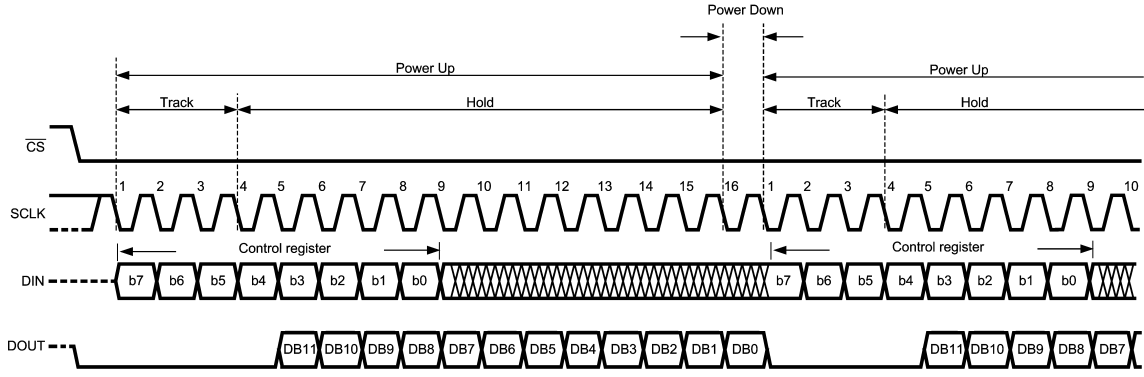 Power Down
Power Up Power Up
Track Hold Track Hold
CS
1 2 3 4 5 6 7 8 9 10 11 12 13 14 15 16 1 2 3 4 5 6 7 8 9 10
SCLK
Control register Control register
DIN b7 b6 b5 b4 b3 b2 b1 b0 b7 b6 b5 b4 b3 b2 b1 b0
DOUT DB11 DB10 DB9 DB8 DB7 DB6 DB5 DB4 DB3 DB2 DB1 DB0 DB11 DB10 DB9 DB8 DB7